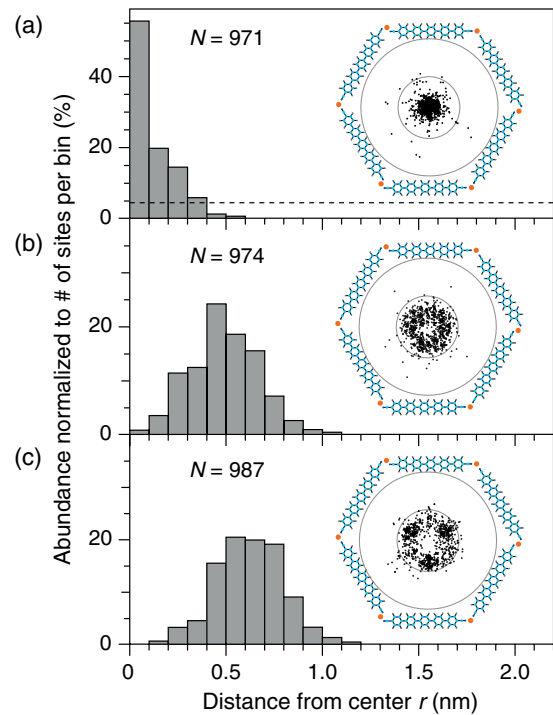 (a)
N = 971
40
20
0
(b)
N = 974
20
0
(c)
N = 987
20
0
0
0.5
1.0
1.5
2.0
Distance from center r (nm)
Abundance normalized to # of sites per bin (%)